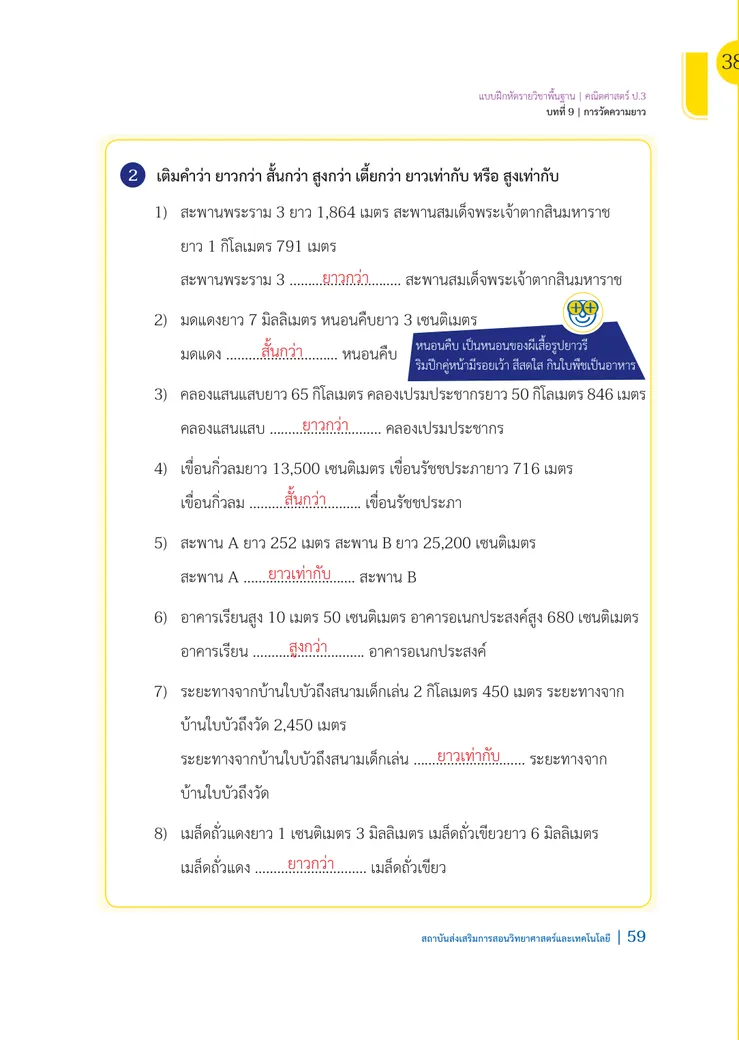 38
แบบฝึกหัดรายวิชาพื้นฐาน | คณิตศาสตร์ ป.3
บทที่ 9 | การวัดความยาว
2 เติมคำว่า ยาวกว่า สั้นกว่า สูงกว่า เตี้ยกว่า ยาวเท่ากับ หรือ สูงเท่ากับ
1) สะพานพระราม 3 ยาว 1,864 เมตร สะพานสมเด็จพระเจ้าตากสินมหาราช
ยาว 1 กิโลเมตร 791 เมตร
สะพานพระราม 3 ......ยาวกว่า...... สะพานสมเด็จพระเจ้าตากสินมหาราช
2) มดแดงยาว 7 มิลลิเมตร หนอนคืบยาว 3 เซนติเมตร
มดแดง ......สั้นกว่า...... หนอนคืบ
หนอนคืบ เป็นหนอนของผีเสื้อรูปยาวรี
ริมปีกคู่หน้ามีรอยเว้า สีสดใส กินใบพืชเป็นอาหาร
3) คลองแสนแสบยาว 65 กิโลเมตร คลองเปรมประชากรยาว 50 กิโลเมตร 846 เมตร
คลองแสนแสบ ......ยาวกว่า...... คลองเปรมประชากร
4) เขื่อนกิ่วลมยาว 13,500 เซนติเมตร เขื่อนรัชชประภายาว 716 เมตร
เขื่อนกิ่วลม ......สั้นกว่า...... เขื่อนรัชชประภา
5) สะพาน A ยาว 252 เมตร สะพาน B ยาว 25,200 เซนติเมตร
สะพาน A ......ยาวเท่ากับ...... สะพาน B
6) อาคารเรียนสูง 10 เมตร 50 เซนติเมตร อาคารอเนกประสงค์สูง 680 เซนติเมตร
อาคารเรียน ......สูงกว่า...... อาคารอเนกประสงค์
7) ระยะทางจากบ้านใบบัวถึงสนามเด็กเล่น 2 กิโลเมตร 450 เมตร ระยะทางจาก
บ้านใบบัวถึงวัด 2,450 เมตร
ระยะทางจากบ้านใบบัวถึงสนามเด็กเล่น ......ยาวเท่ากับ...... ระยะทางจาก
บ้านใบบัวถึงวัด
8) เมล็ดถั่วแดงยาว 1 เซนติเมตร 3 มิลลิเมตร เมล็ดถั่วเขียวยาว 6 มิลลิเมตร
เมล็ดถั่วแดง ......ยาวกว่า...... เมล็ดถั่วเขียว
สถาบันส่งเสริมการสอนวิทยาศาสตร์และเทคโนโลยี | 59